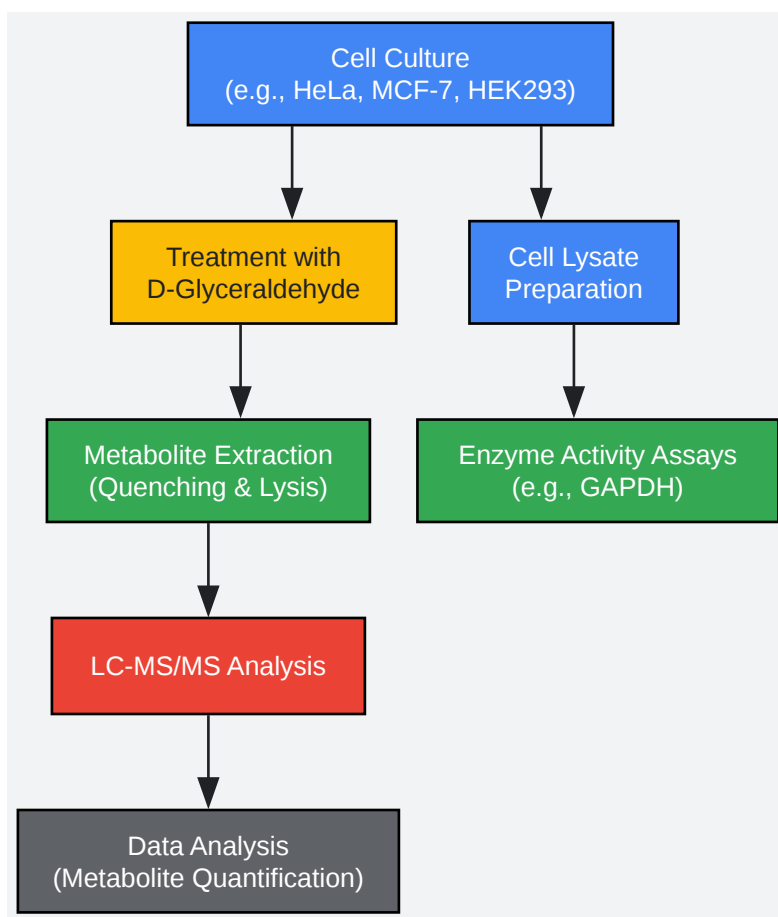 Cell Culture
(e.g., HeLa, MCF-7, HEK293)
Treatment with
D-Glyceraldehyde
Cell Lysate
Preparation
Metabolite Extraction
(Quenching & Lysis)
Enzyme Activity Assays
(e.g., GAPDH)
LC-MS/MS Analysis
Data Analysis
(Metabolite Quantification)